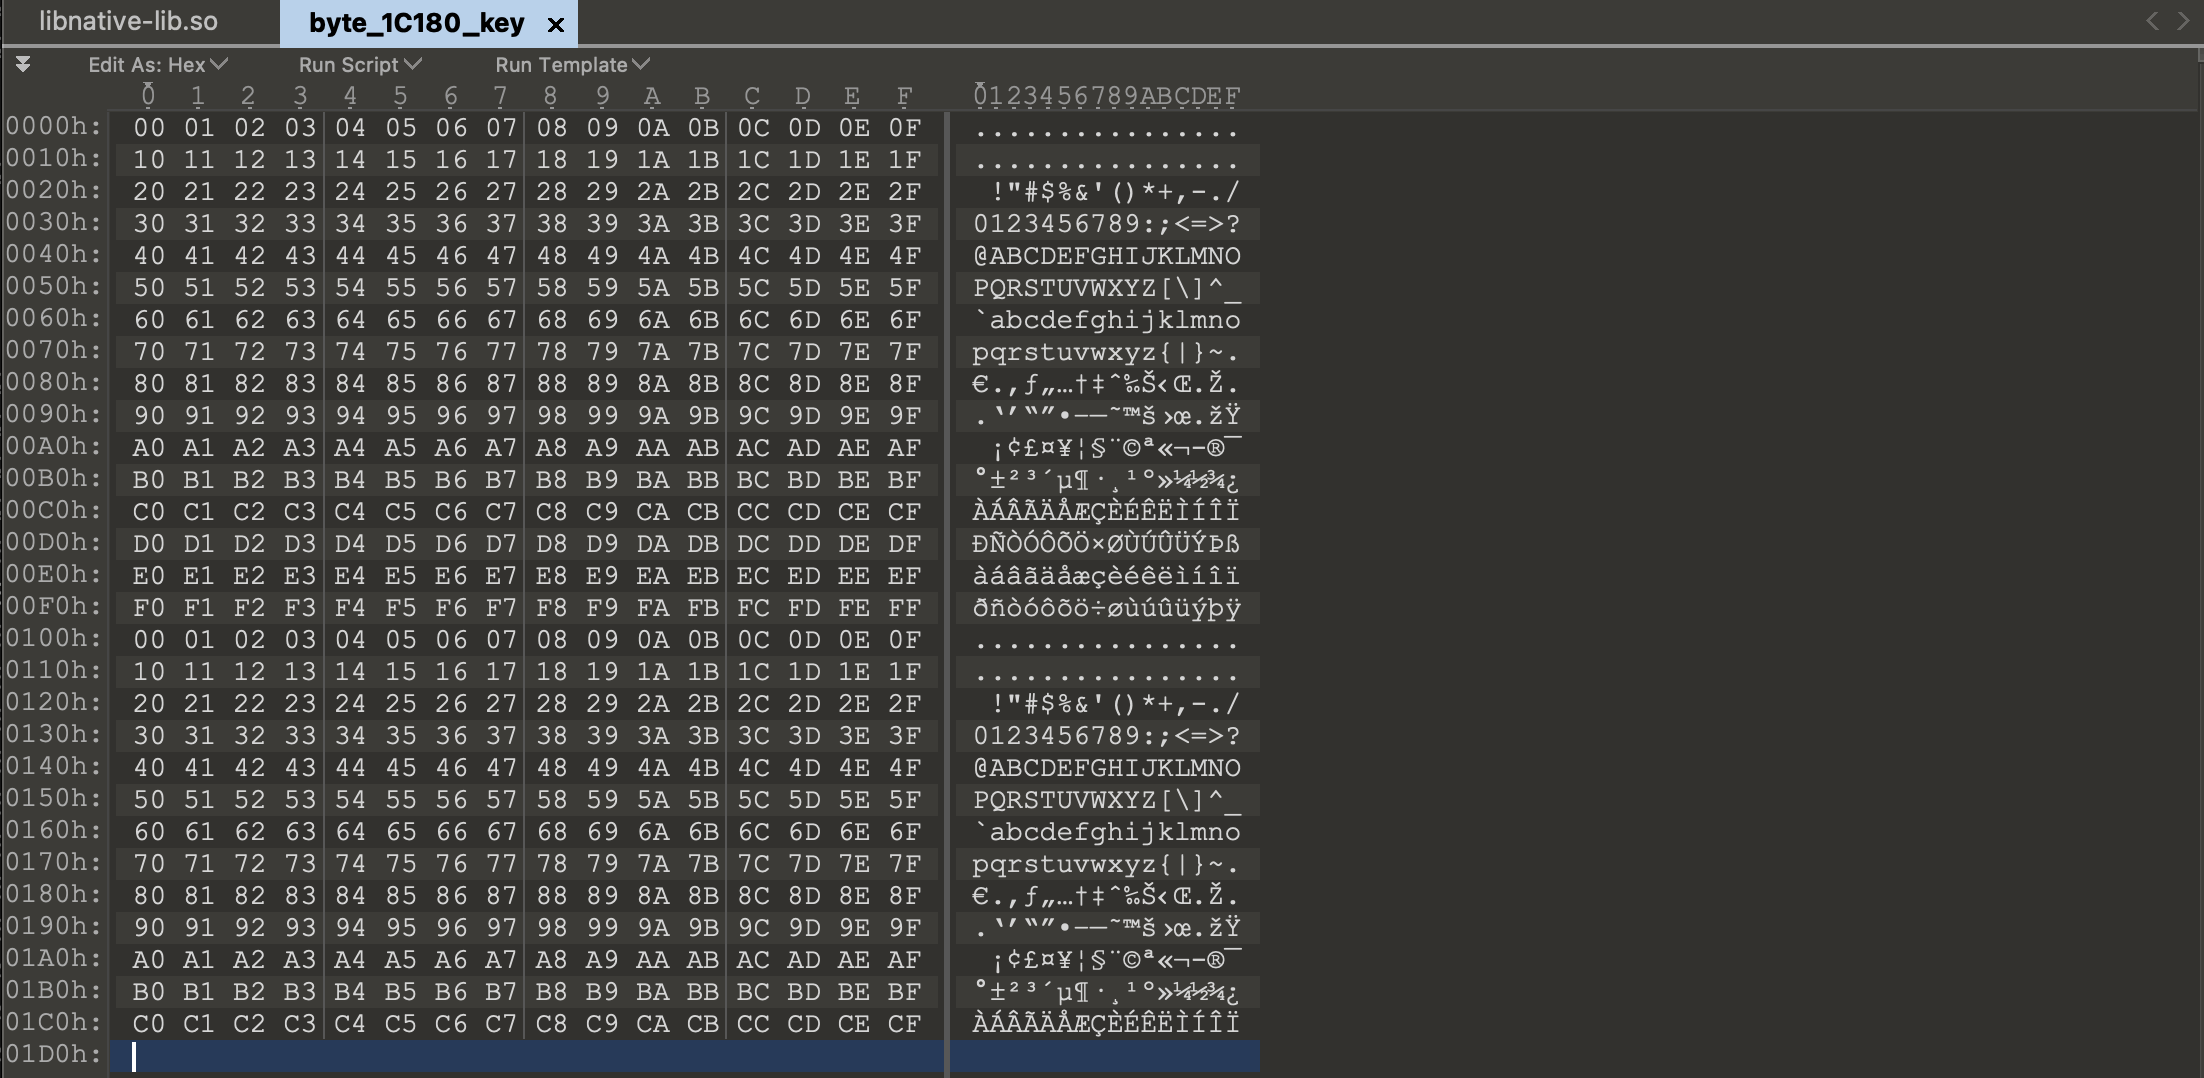 libnative-lib.so byte_1C180_key ×
Edit As: Hex Run Script Run Template
0 1 2 3 4 5 6 7 8 9 A B C D E F 0123456789ABCDEF
0000h: 00 01 02 03 04 05 06 07 08 09 0A 0B 0C 0D 0E 0F ................
0010h: 10 11 12 13 14 15 16 17 18 19 1A 1B 1C 1D 1E 1F ................
0020h: 20 21 22 23 24 25 26 27 28 29 2A 2B 2C 2D 2E 2F !"#$%&'()*+,-./
0030h: 30 31 32 33 34 35 36 37 38 39 3A 3B 3C 3D 3E 3F 0123456789:;<=>?
0040h: 40 41 42 43 44 45 46 47 48 49 4A 4B 4C 4D 4E 4F @ABCDEFGHIJKLMNO
0050h: 50 51 52 53 54 55 56 57 58 59 5A 5B 5C 5D 5E 5F PQRSTUVWXYZ[\]^_
0060h: 60 61 62 63 64 65 66 67 68 69 6A 6B 6C 6D 6E 6F `abcdefghijklmno
0070h: 70 71 72 73 74 75 76 77 78 79 7A 7B 7C 7D 7E 7F pqrstuvwxyz{|}~.
0080h: 80 81 82 83 84 85 86 87 88 89 8A 8B 8C 8D 8E 8F €.‚ƒ„…†‡ˆ‰Š‹Œ.Ž.
0090h: 90 91 92 93 94 95 96 97 98 99 9A 9B 9C 9D 9E 9F .‘’“”•–—˜™š›œ.žŸ
00A0h: A0 A1 A2 A3 A4 A5 A6 A7 A8 A9 AA AB AC AD AE AF ¡¢£¤¥¦§¨©ª«¬-®¯
00B0h: B0 B1 B2 B3 B4 B5 B6 B7 B8 B9 BA BB BC BD BE BF °±²³´µ¶·¸¹º»¼½¾¿
00C0h: C0 C1 C2 C3 C4 C5 C6 C7 C8 C9 CA CB CC CD CE CF ÀÁÂÃÄÅÆÇÈÉÊËÌÍÎÏ
00D0h: D0 D1 D2 D3 D4 D5 D6 D7 D8 D9 DA DB DC DD DE DF ÐÑÒÓÔÕÖ×ØÙÚÛÜÝÞß
00E0h: E0 E1 E2 E3 E4 E5 E6 E7 E8 E9 EA EB EC ED EE EF àáâãäåæçèéêëìíîï
00F0h: F0 F1 F2 F3 F4 F5 F6 F7 F8 F9 FA FB FC FD FE FF ðñòóôõö÷øùúûüýþÿ
0100h: 00 01 02 03 04 05 06 07 08 09 0A 0B 0C 0D 0E 0F ................
0110h: 10 11 12 13 14 15 16 17 18 19 1A 1B 1C 1D 1E 1F ................
0120h: 20 21 22 23 24 25 26 27 28 29 2A 2B 2C 2D 2E 2F !"#$%&'()*+,-./
0130h: 30 31 32 33 34 35 36 37 38 39 3A 3B 3C 3D 3E 3F 0123456789:;<=>?
0140h: 40 41 42 43 44 45 46 47 48 49 4A 4B 4C 4D 4E 4F @ABCDEFGHIJKLMNO
0150h: 50 51 52 53 54 55 56 57 58 59 5A 5B 5C 5D 5E 5F PQRSTUVWXYZ[\]^_
0160h: 60 61 62 63 64 65 66 67 68 69 6A 6B 6C 6D 6E 6F `abcdefghijklmno
0170h: 70 71 72 73 74 75 76 77 78 79 7A 7B 7C 7D 7E 7F pqrstuvwxyz{|}~.
0180h: 80 81 82 83 84 85 86 87 88 89 8A 8B 8C 8D 8E 8F €.‚ƒ„…†‡ˆ‰Š‹Œ.Ž.
0190h: 90 91 92 93 94 95 96 97 98 99 9A 9B 9C 9D 9E 9F .‘’“”•–—˜™š›œ.žŸ
01A0h: A0 A1 A2 A3 A4 A5 A6 A7 A8 A9 AA AB AC AD AE AF ¡¢£¤¥¦§¨©ª«¬-®¯
01B0h: B0 B1 B2 B3 B4 B5 B6 B7 B8 B9 BA BB BC BD BE BF °±²³´µ¶·¸¹º»¼½¾¿
01C0h: C0 C1 C2 C3 C4 C5 C6 C7 C8 C9 CA CB CC CD CE CF ÀÁÂÃÄÅÆÇÈÉÊËÌÍÎÏ
01D0h: